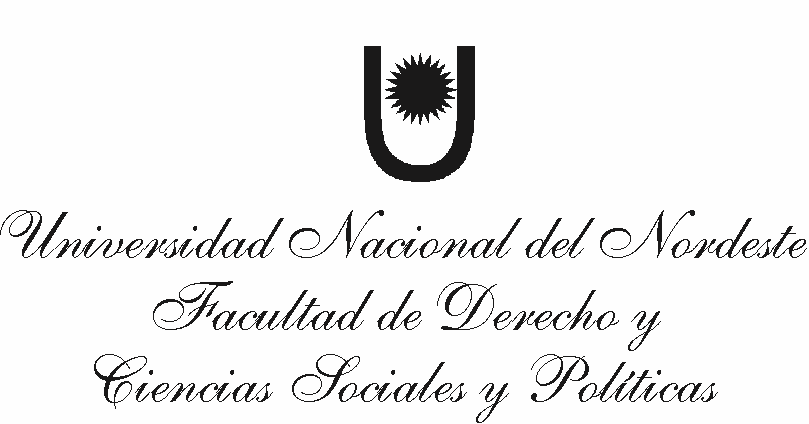 Universidad Nacional del Nordeste
Facultad de Derecho y
Ciencias Sociales y Políticas